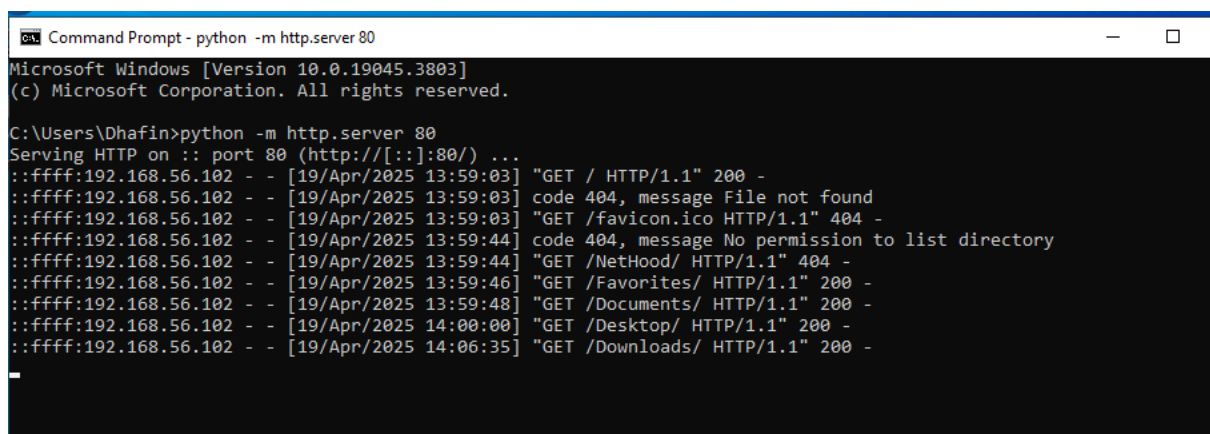 Command Prompt - python  -m http.server 80
Microsoft Windows [Version 10.0.19045.3803]
(c) Microsoft Corporation. All rights reserved.
C:\Users\Dhafin>python -m http.server 80
Serving HTTP on :: port 80 (http://[::]:80/) ...
::ffff:192.168.56.102 - - [19/Apr/2025 13:59:03] "GET / HTTP/1.1" 200 -
::ffff:192.168.56.102 - - [19/Apr/2025 13:59:03] code 404, message File not found
::ffff:192.168.56.102 - - [19/Apr/2025 13:59:03] "GET /favicon.ico HTTP/1.1" 404 -
::ffff:192.168.56.102 - - [19/Apr/2025 13:59:44] code 404, message No permission to list directory
::ffff:192.168.56.102 - - [19/Apr/2025 13:59:44] "GET /NetHood/ HTTP/1.1" 404 -
::ffff:192.168.56.102 - - [19/Apr/2025 13:59:46] "GET /Favorites/ HTTP/1.1" 200 -
::ffff:192.168.56.102 - - [19/Apr/2025 13:59:48] "GET /Documents/ HTTP/1.1" 200 -
::ffff:192.168.56.102 - - [19/Apr/2025 14:00:00] "GET /Desktop/ HTTP/1.1" 200 -
::ffff:192.168.56.102 - - [19/Apr/2025 14:06:35] "GET /Downloads/ HTTP/1.1" 200 -